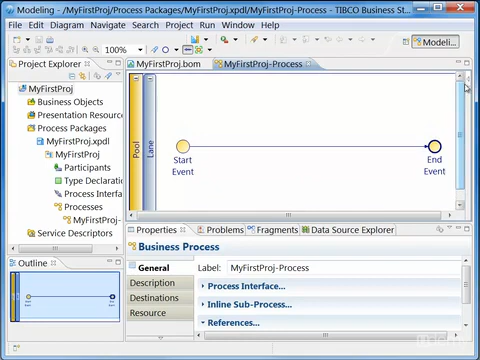 Modeling - /MyFirstProj/Process Packages/MyFirstProj.xpdl/MyFirstProj-Process - TIBCO Business St...
File Edit Diagram Navigate Search Project Run Window Help
100%
Modeli...
Project Explorer
MyFirstProj.bom
MyFirstProj-Process
MyFirstProj
Business Objects
Presentation Resourc
Process Packages
MyFirstProj.xpdl
MyFirstProj
Participants
Type Declaratio
Process Interfa
Processes
MyFirstProj-
Service Descriptors
Pool
Lane
Start
Event
End
Event
Outline
Properties
Problems
Fragments
Data Source Explorer
Business Process
General
Description
Destinations
Resource
Label: MyFirstProj-Process
Process Interface...
Inline Sub-Process...
References...